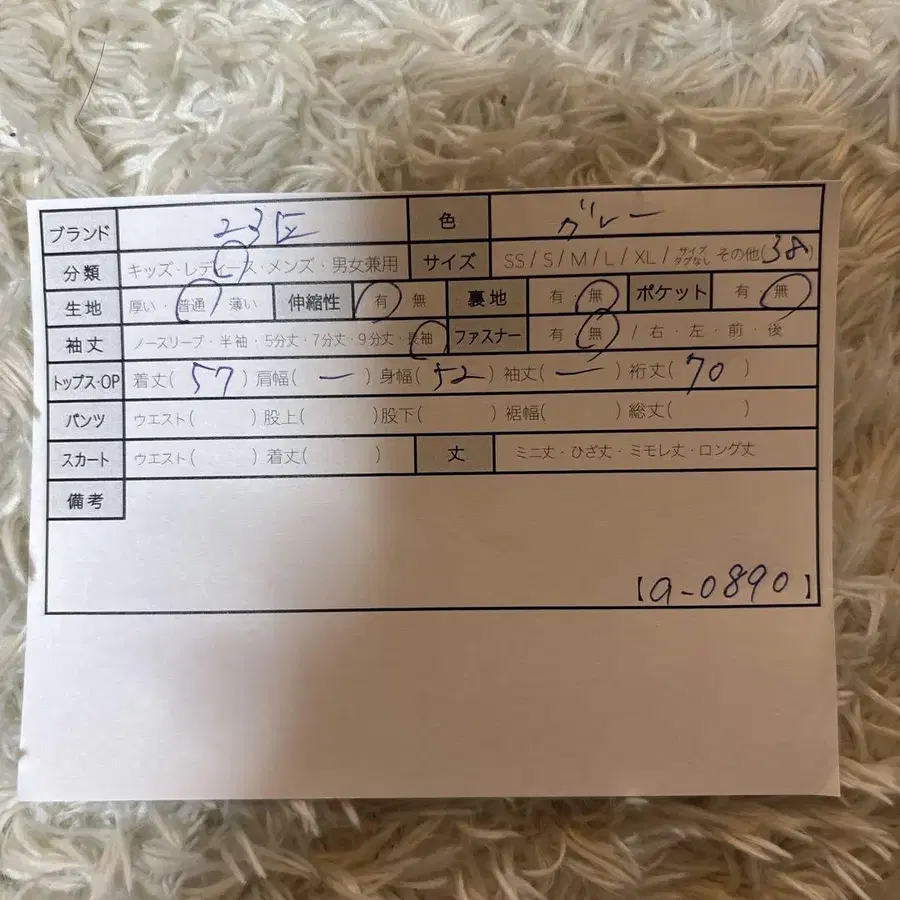 ブランド 23区 色 グレー
分類 キッズ・レディース・メンズ・男女兼用 サイズ SS / S / M / L / XL / サイズタグなし その他(38)
生地 厚い・普通・薄い 伸縮性 有 無 裏地 有 無 ポケット 有 無
袖丈 ノースリーブ・半袖・5分丈・7分丈・9分丈・長袖 ファスナー 有 無 / 右・左・前・後
トップス・OP 着丈( 57 ) 肩幅( ー ) 身幅( 52 ) 袖丈( ー ) 裄丈( 70 )
パンツ ウエスト( ) 股上( ) 股下( ) 裾幅( ) 総丈( )
スカート ウエスト( ) 着丈( ) 丈 ミニ丈・ひざ丈・ミモレ丈・ロング丈
備考
【a-0890】